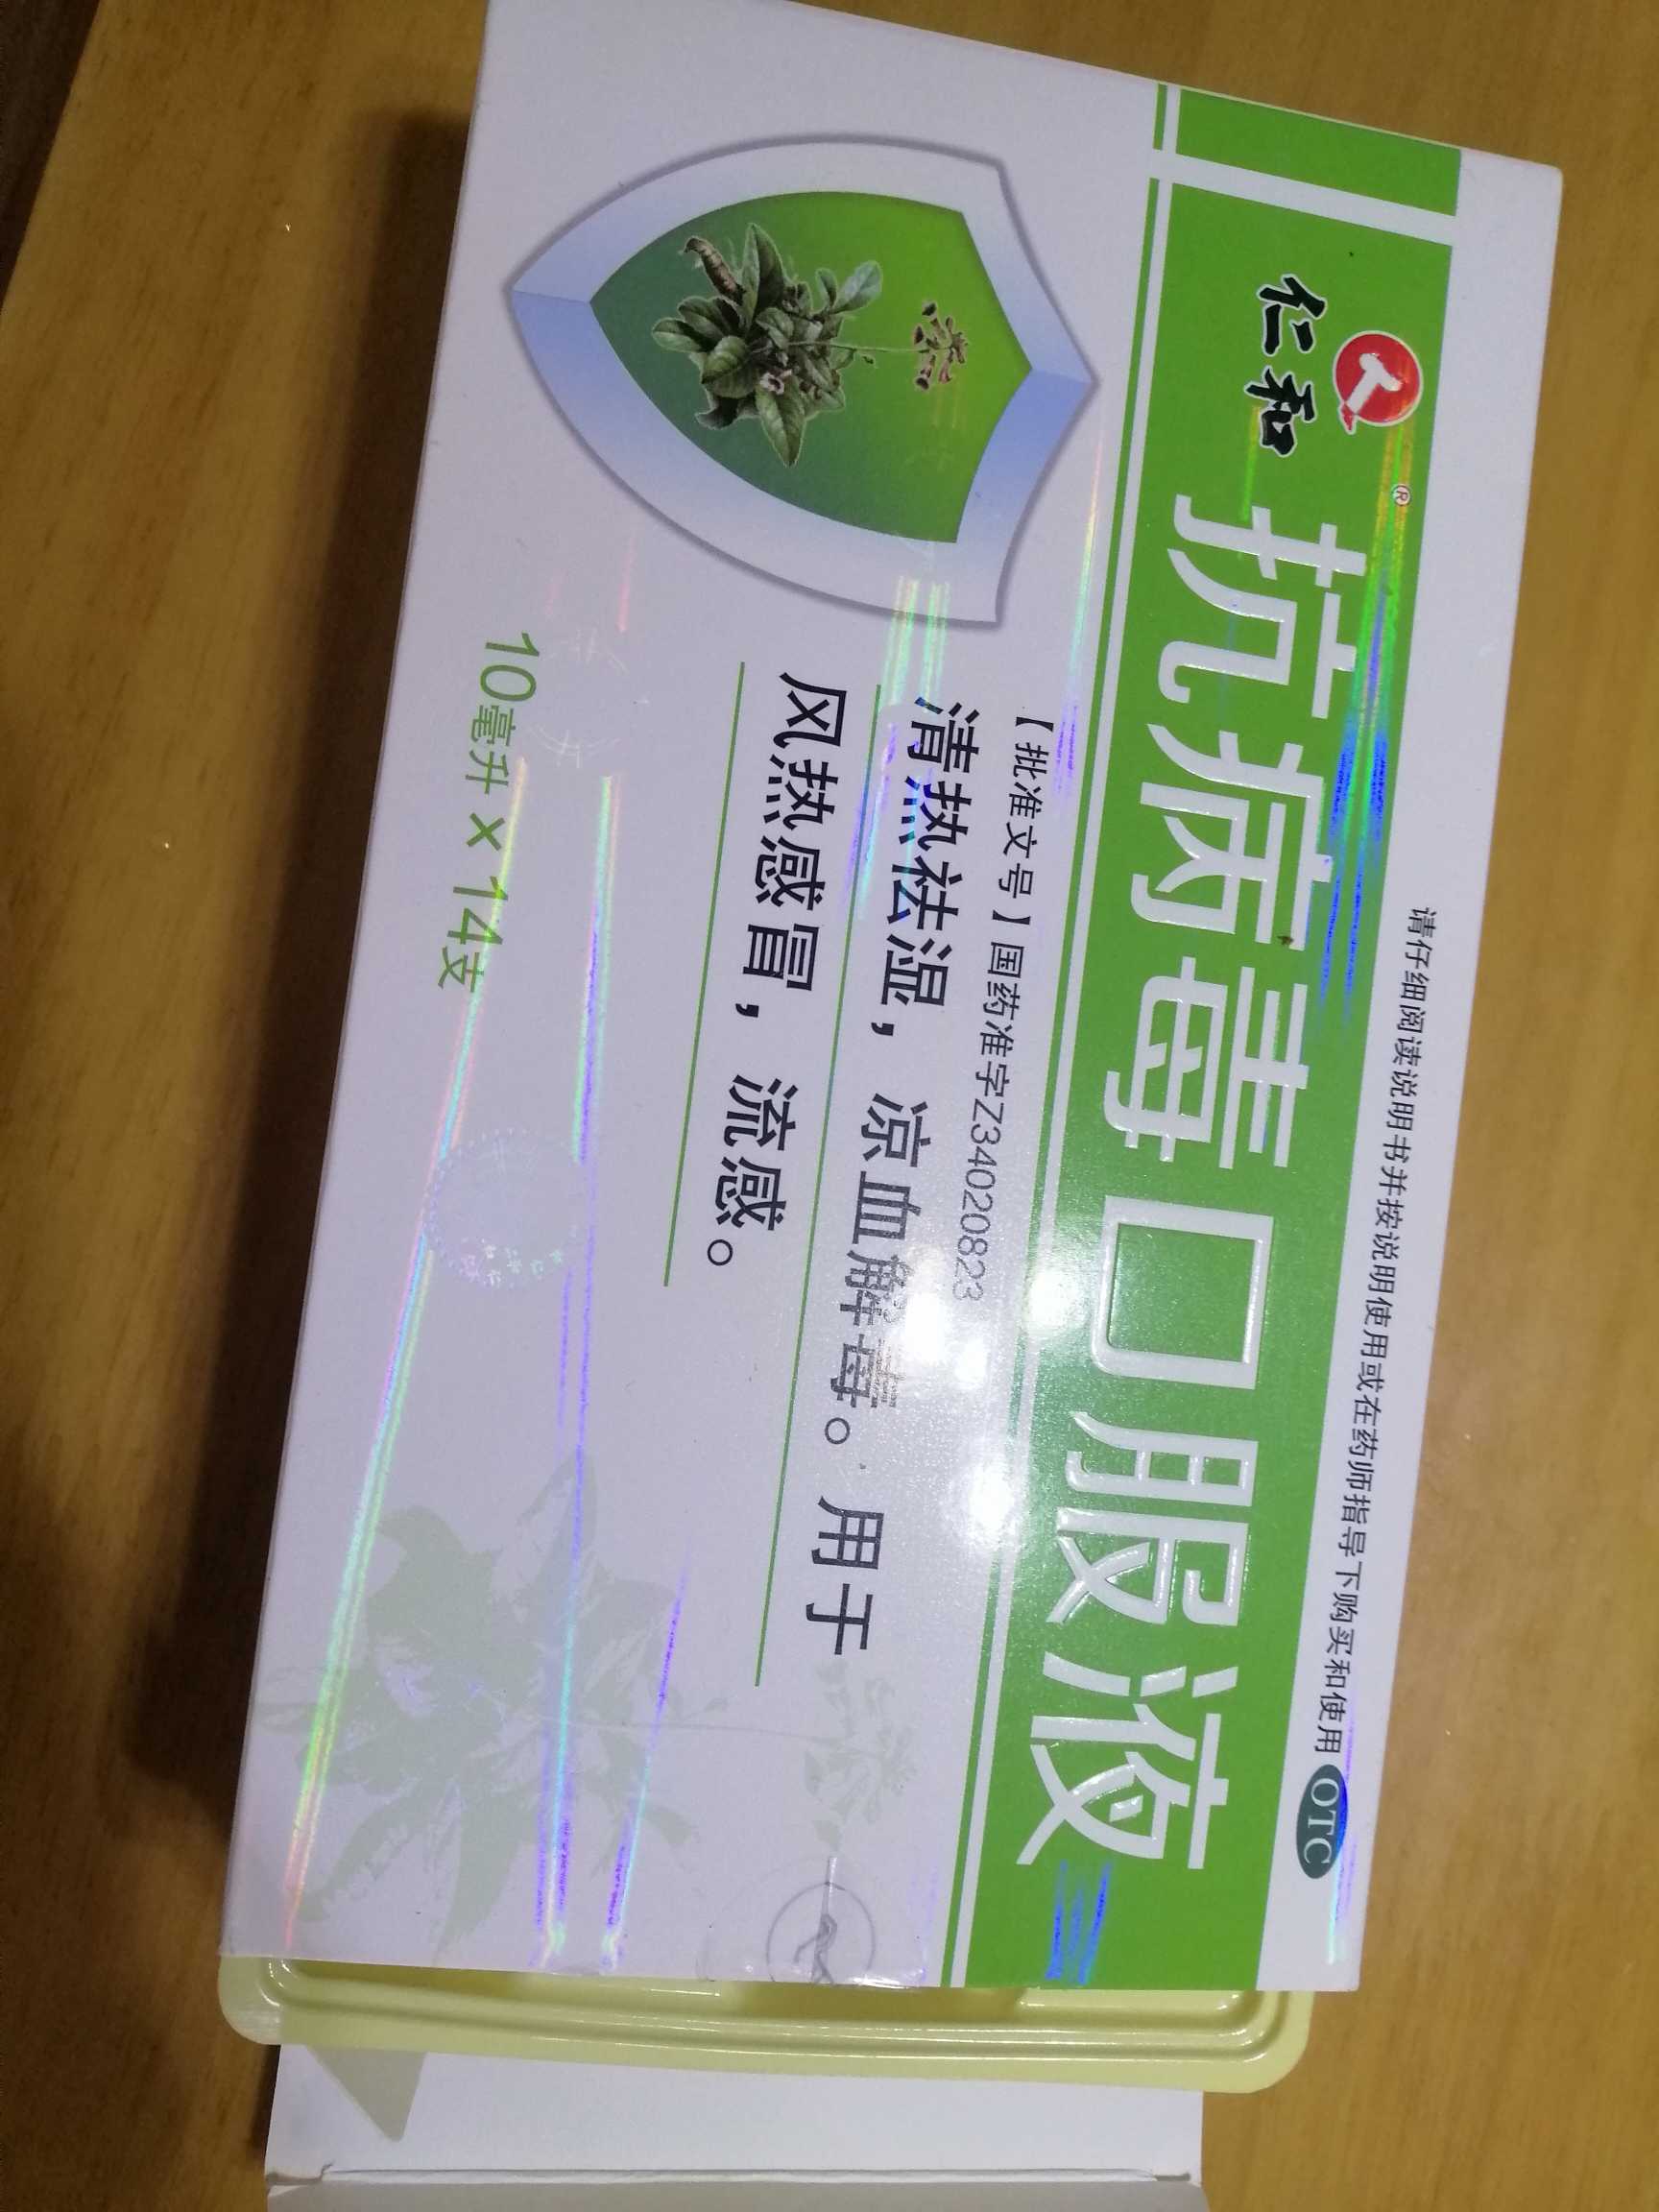 请仔细阅读说明书并按说明使用或在药师指导下购买和使用 OTC
仁和® 抗病毒口服液
【批准文号】国药准字Z34020823
清热祛湿，凉血解毒。用于
风热感冒，流感。
10毫升×14支